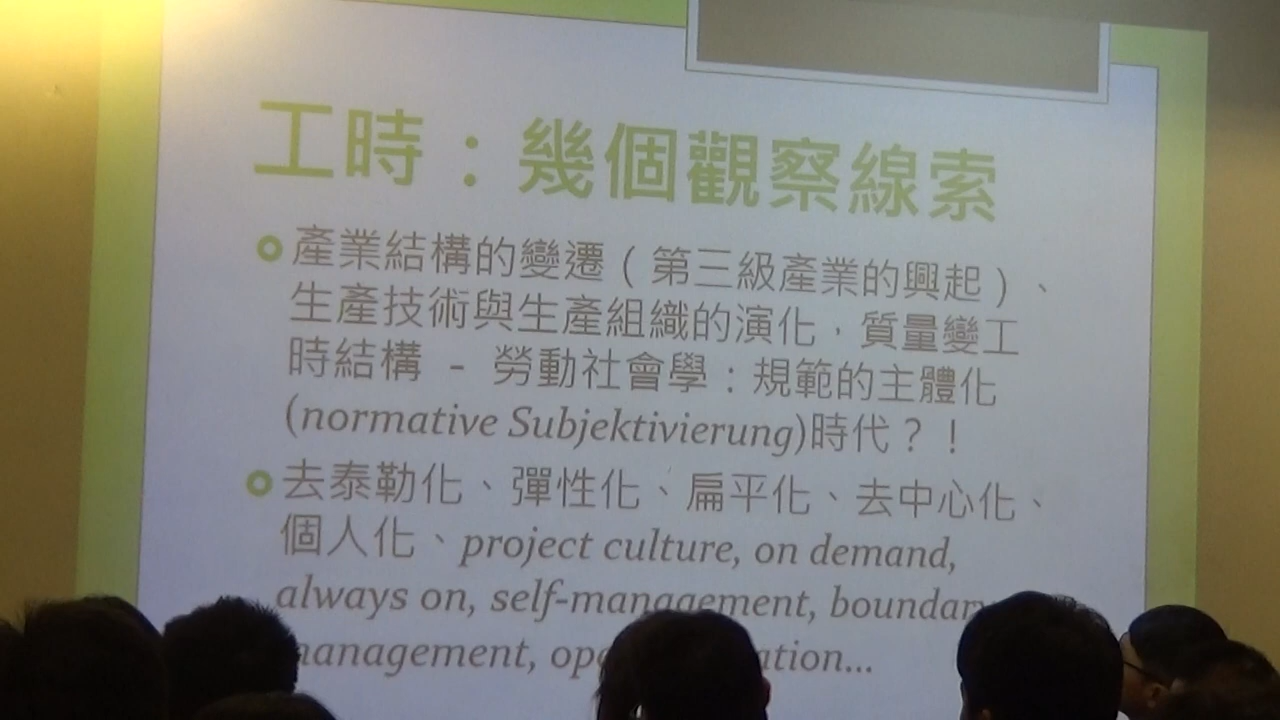 工時：幾個觀察線索
產業結構的變遷（第三級產業的興起）、
生產技術與生產組織的演化，質量變工
時結構 - 勞動社會學：規範的主體化
(normative Subjektivierung)時代？！
去泰勒化、彈性化、扁平化、去中心化、
個人化、project culture, on demand,
always on, self-management, boundary
management,